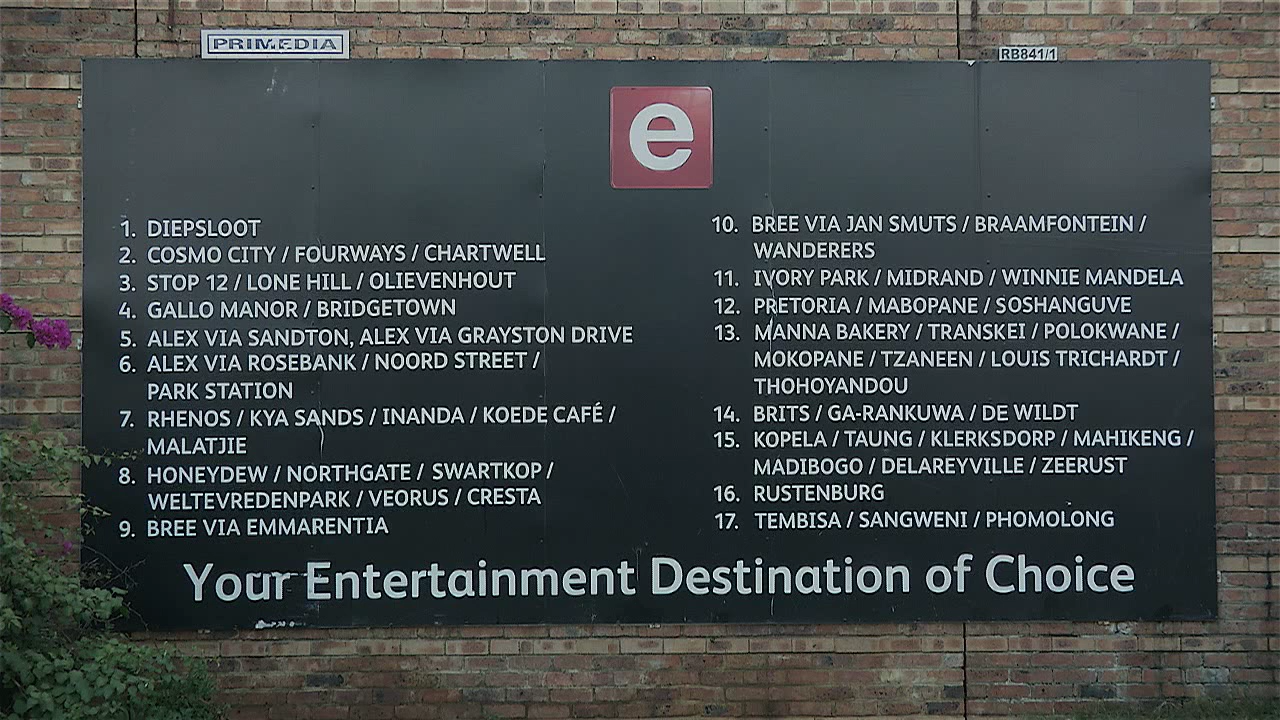 PRIMEDIA
RB841/1
e
1. DIEPSLOOT
2. COSMO CITY / FOURWAYS / CHARTWELL
3. STOP 12 / LONE HILL / OLIEVENHOUT
4. GALLO MANOR / BRIDGETOWN
5. ALEX VIA SANDTON, ALEX VIA GRAYSTON DRIVE
6. ALEX VIA ROSEBANK / NOORD STREET /
PARK STATION
7. RHENOS / KYA SANDS / INANDA / KOEDE CAFÉ /
MALATJIE
8. HONEYDEW / NORTHGATE / SWARTKOP /
WELTEVREDENPARK / VEORUS / CRESTA
9. BREE VIA EMMARENTIA
10. BREE VIA JAN SMUTS / BRAAMFONTEIN /
WANDERERS
11. IVORY PARK / MIDRAND / WINNIE MANDELA
12. PRETORIA / MABOPANE / SOSHANGUVE
13. MANNA BAKERY / TRANSKEI / POLOKWANE /
MOKOPANE / TZANEEN / LOUIS TRICHARDT /
THOHOYANDOU
14. BRITS / GA-RANKUWA / DE WILDT
15. KOPELA / TAUNG / KLERKSDORP / MAHIKENG /
MADIBOGO / DELAREYVILLE / ZEERUST
16. RUSTENBURG
17. TEMBISA / SANGWENI / PHOMOLONG
Your Entertainment Destination of Choice